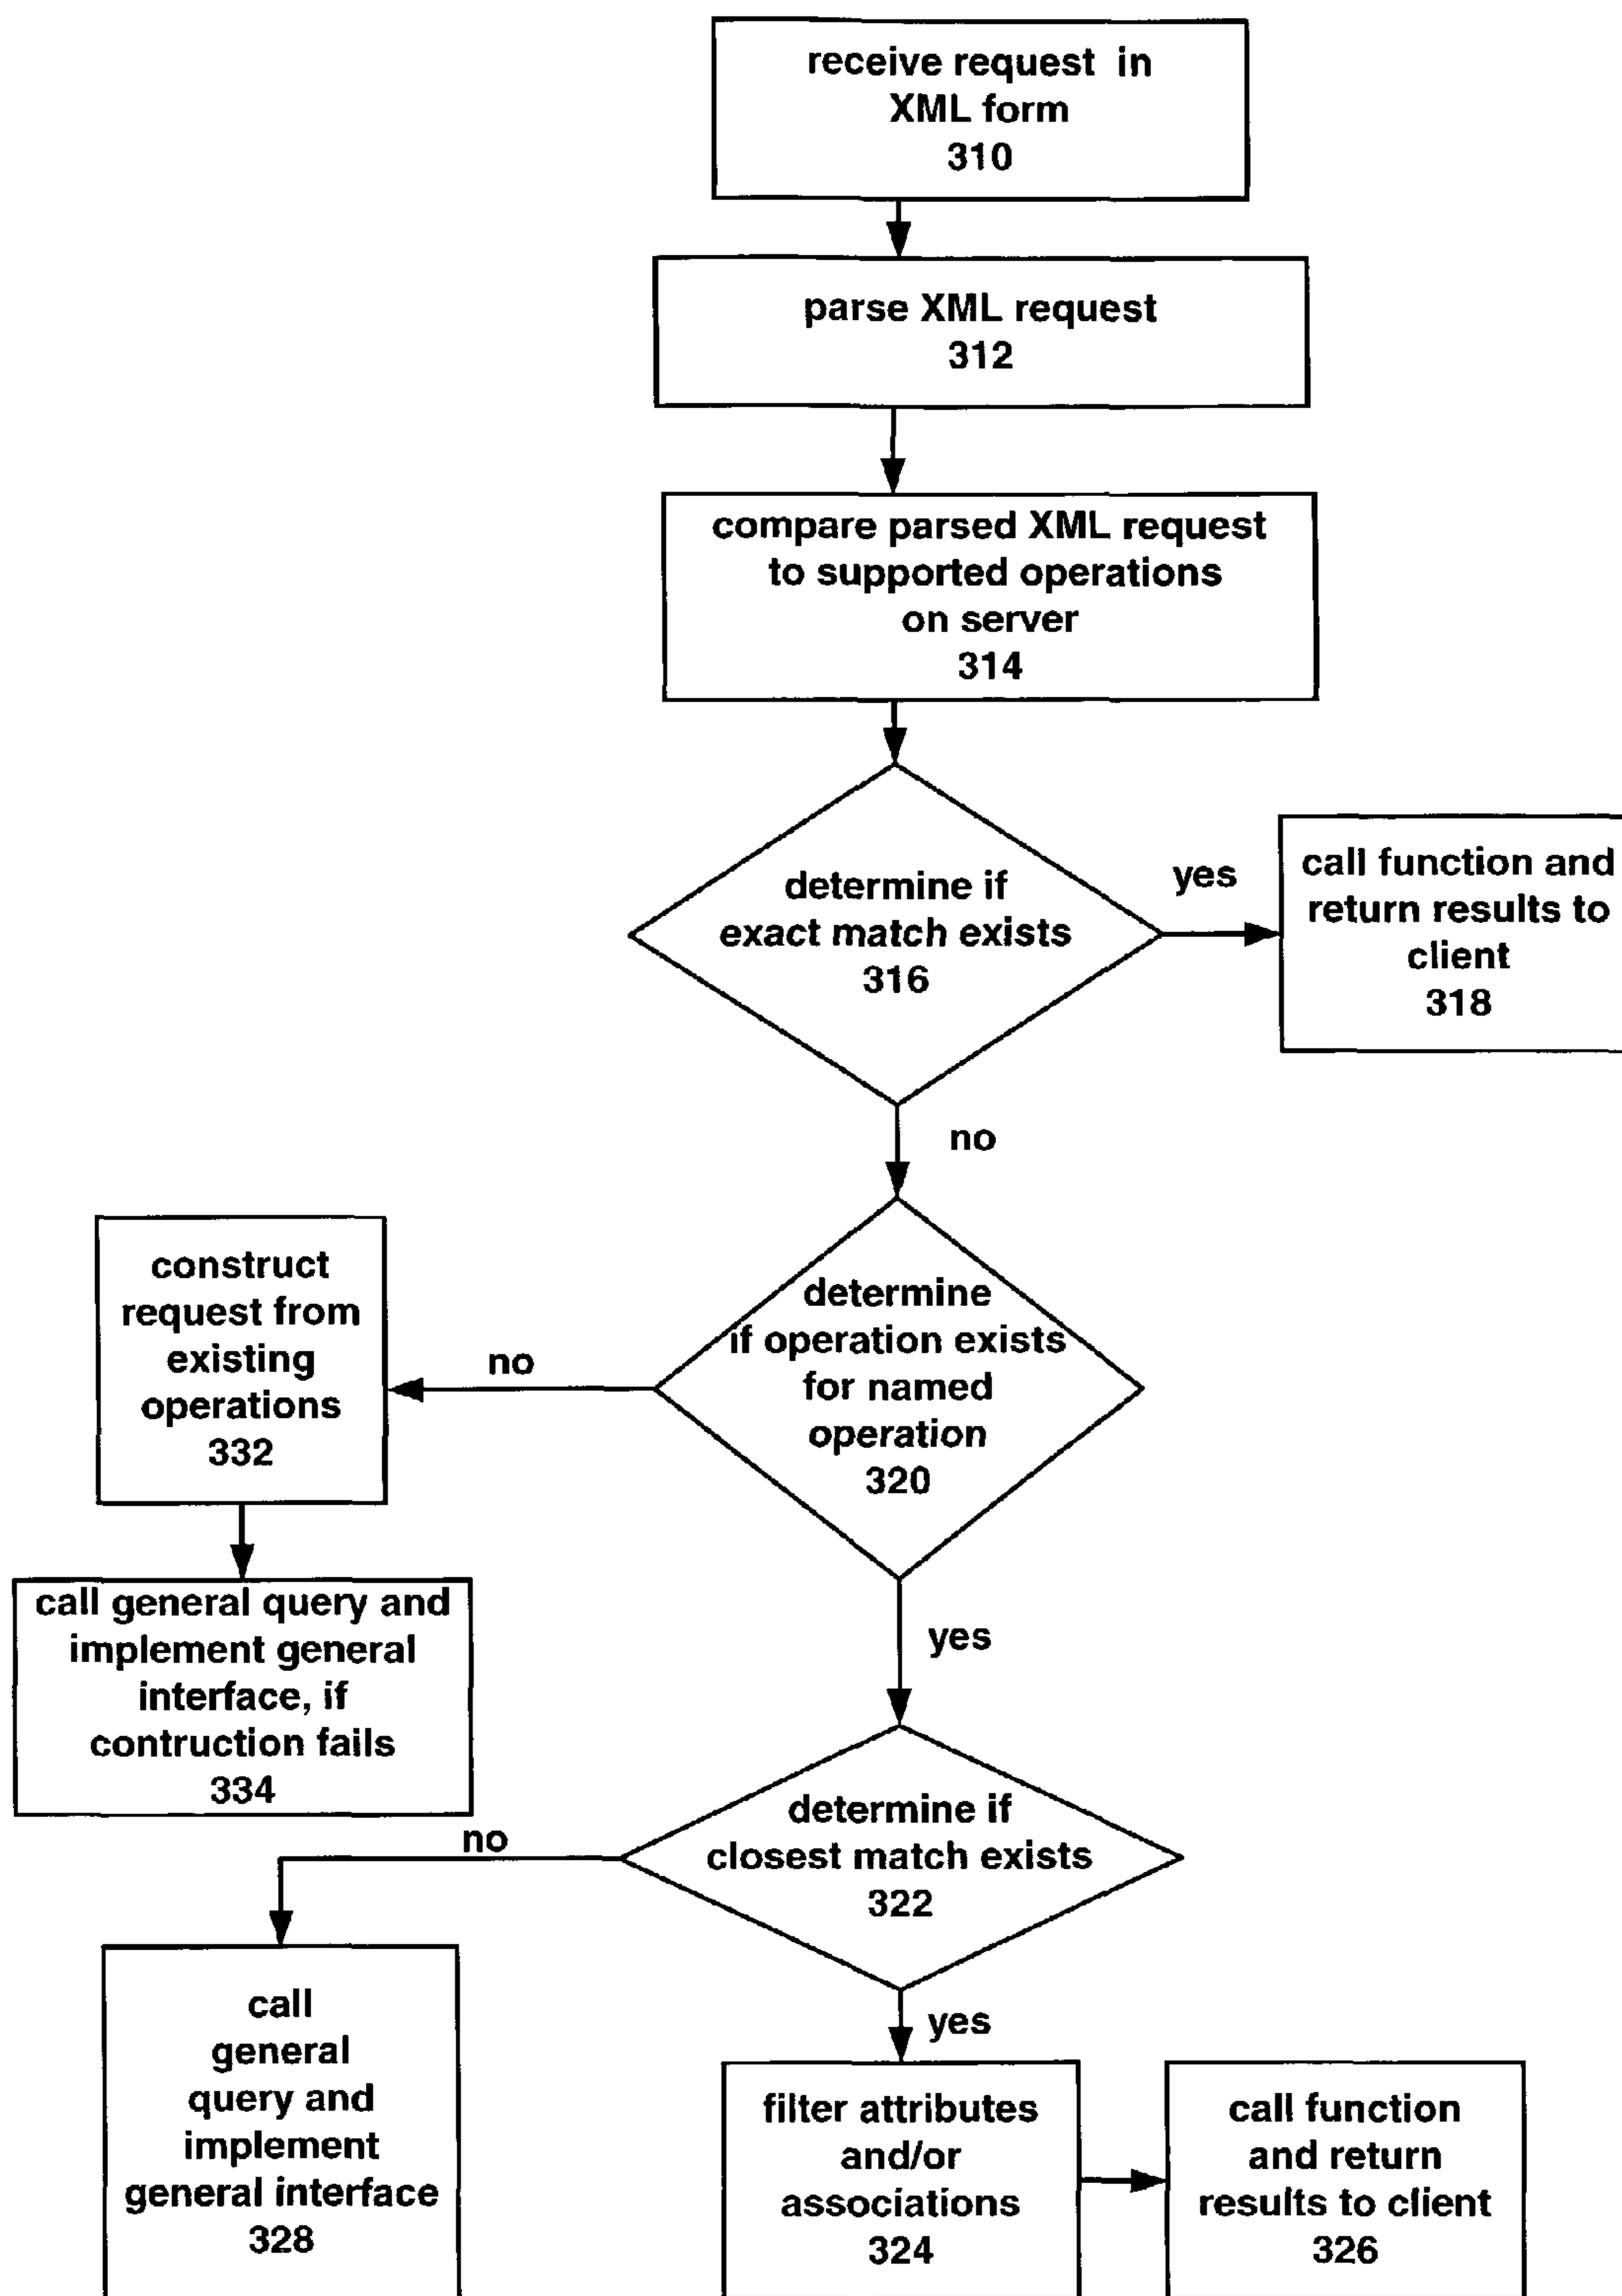 receive request in
XML form
310
parse XML request
312
compare parsed XML request
to supported operations
on server
314
determine if
exact match exists
316
yes
call function and
return results to
client
318
no
determine
if operation exists
for named
operation
320
no
construct
request from
existing
operations
332
call general query and
implement general
interface, if
contruction fails
334
yes
determine if
closest match exists
322
no
call
general
query and
implement
general interface
328
yes
filter attributes
and/or
associations
324
call function
and return
results to client
326